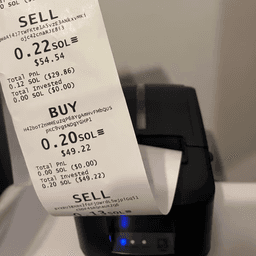 SELL
0.22 SOL
$54.54
Total PnL
0.12 SOL ($29.86)
Total Invested
0.00 SOL ($0.00)
BUY
0.20 SOL
$49.22
Total PnL
0.00 SOL ($0.00)
Total Invested
0.20 SOL ($49.22)
SELL
SOL